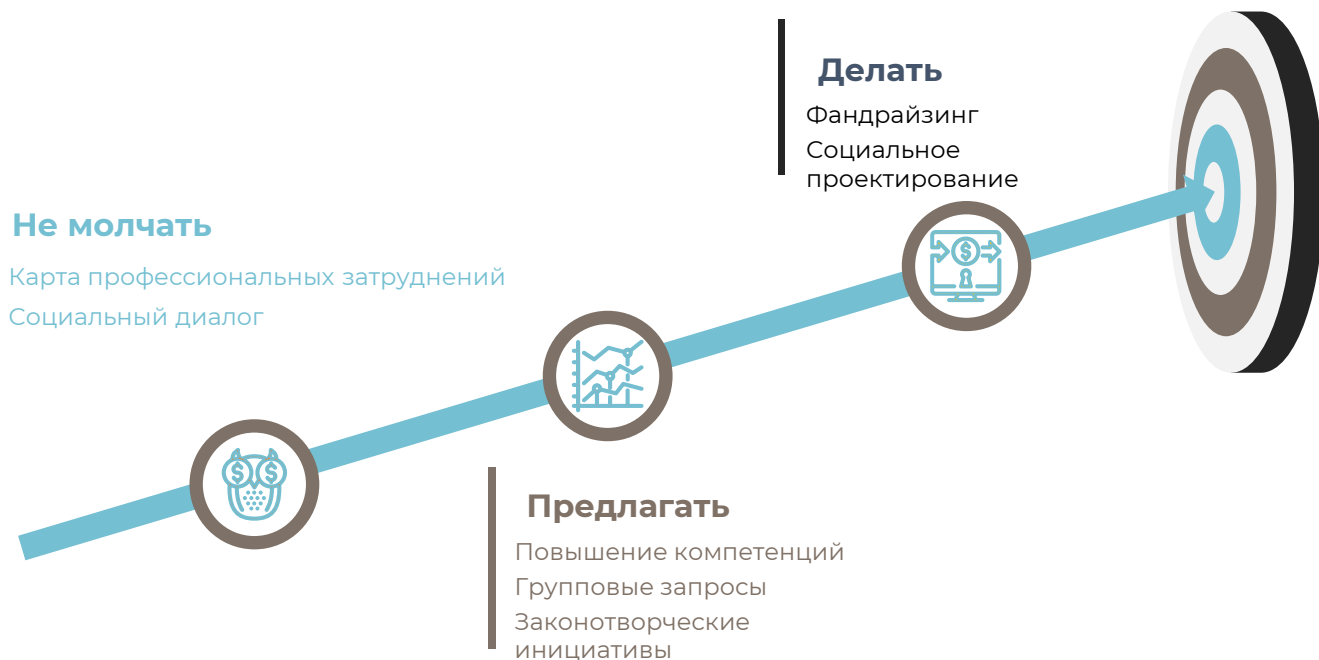 Не молчать
Карта профессиональных затруднений
Социальный диалог
Предлагать
Повышение компетенций
Групповые запросы
Законотворческие
инициативы
Делать
Фандрайзинг
Социальное
проектирование
$ $
$